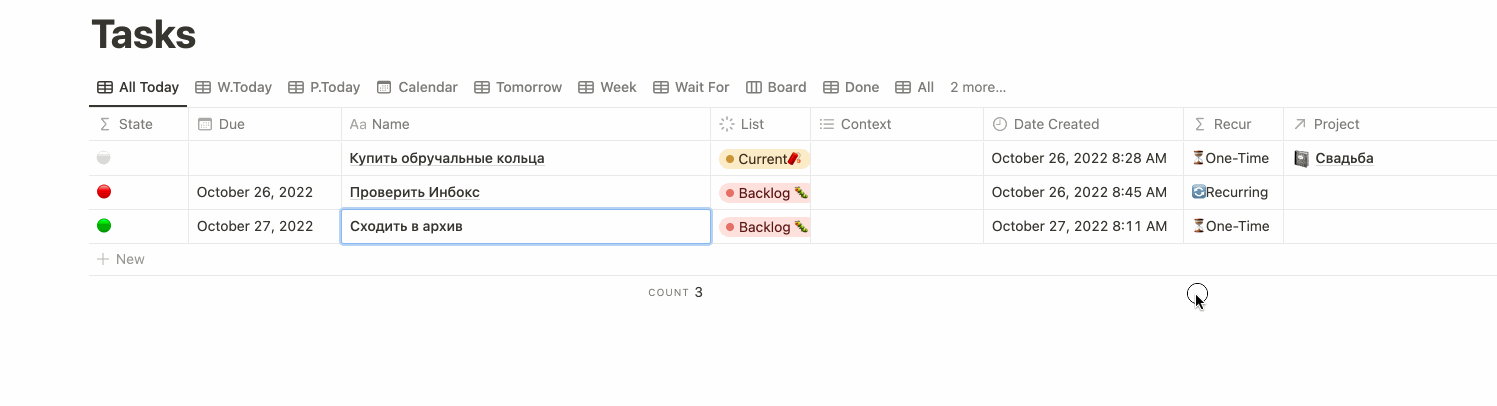 Tasks
All Today W.Today P.Today Calendar Tomorrow Week Wait For Board Done All 2 more...
State Due Aa Name List Context Date Created Recur Project
Купить обручальные кольца Current October 26, 2022 8:28 AM One-Time Свадьба
October 26, 2022 Проверить Инбокс Backlog October 26, 2022 8:45 AM Recurring
October 27, 2022 Сходить в архив Backlog October 27, 2022 8:11 AM One-Time
+ New
COUNT 3